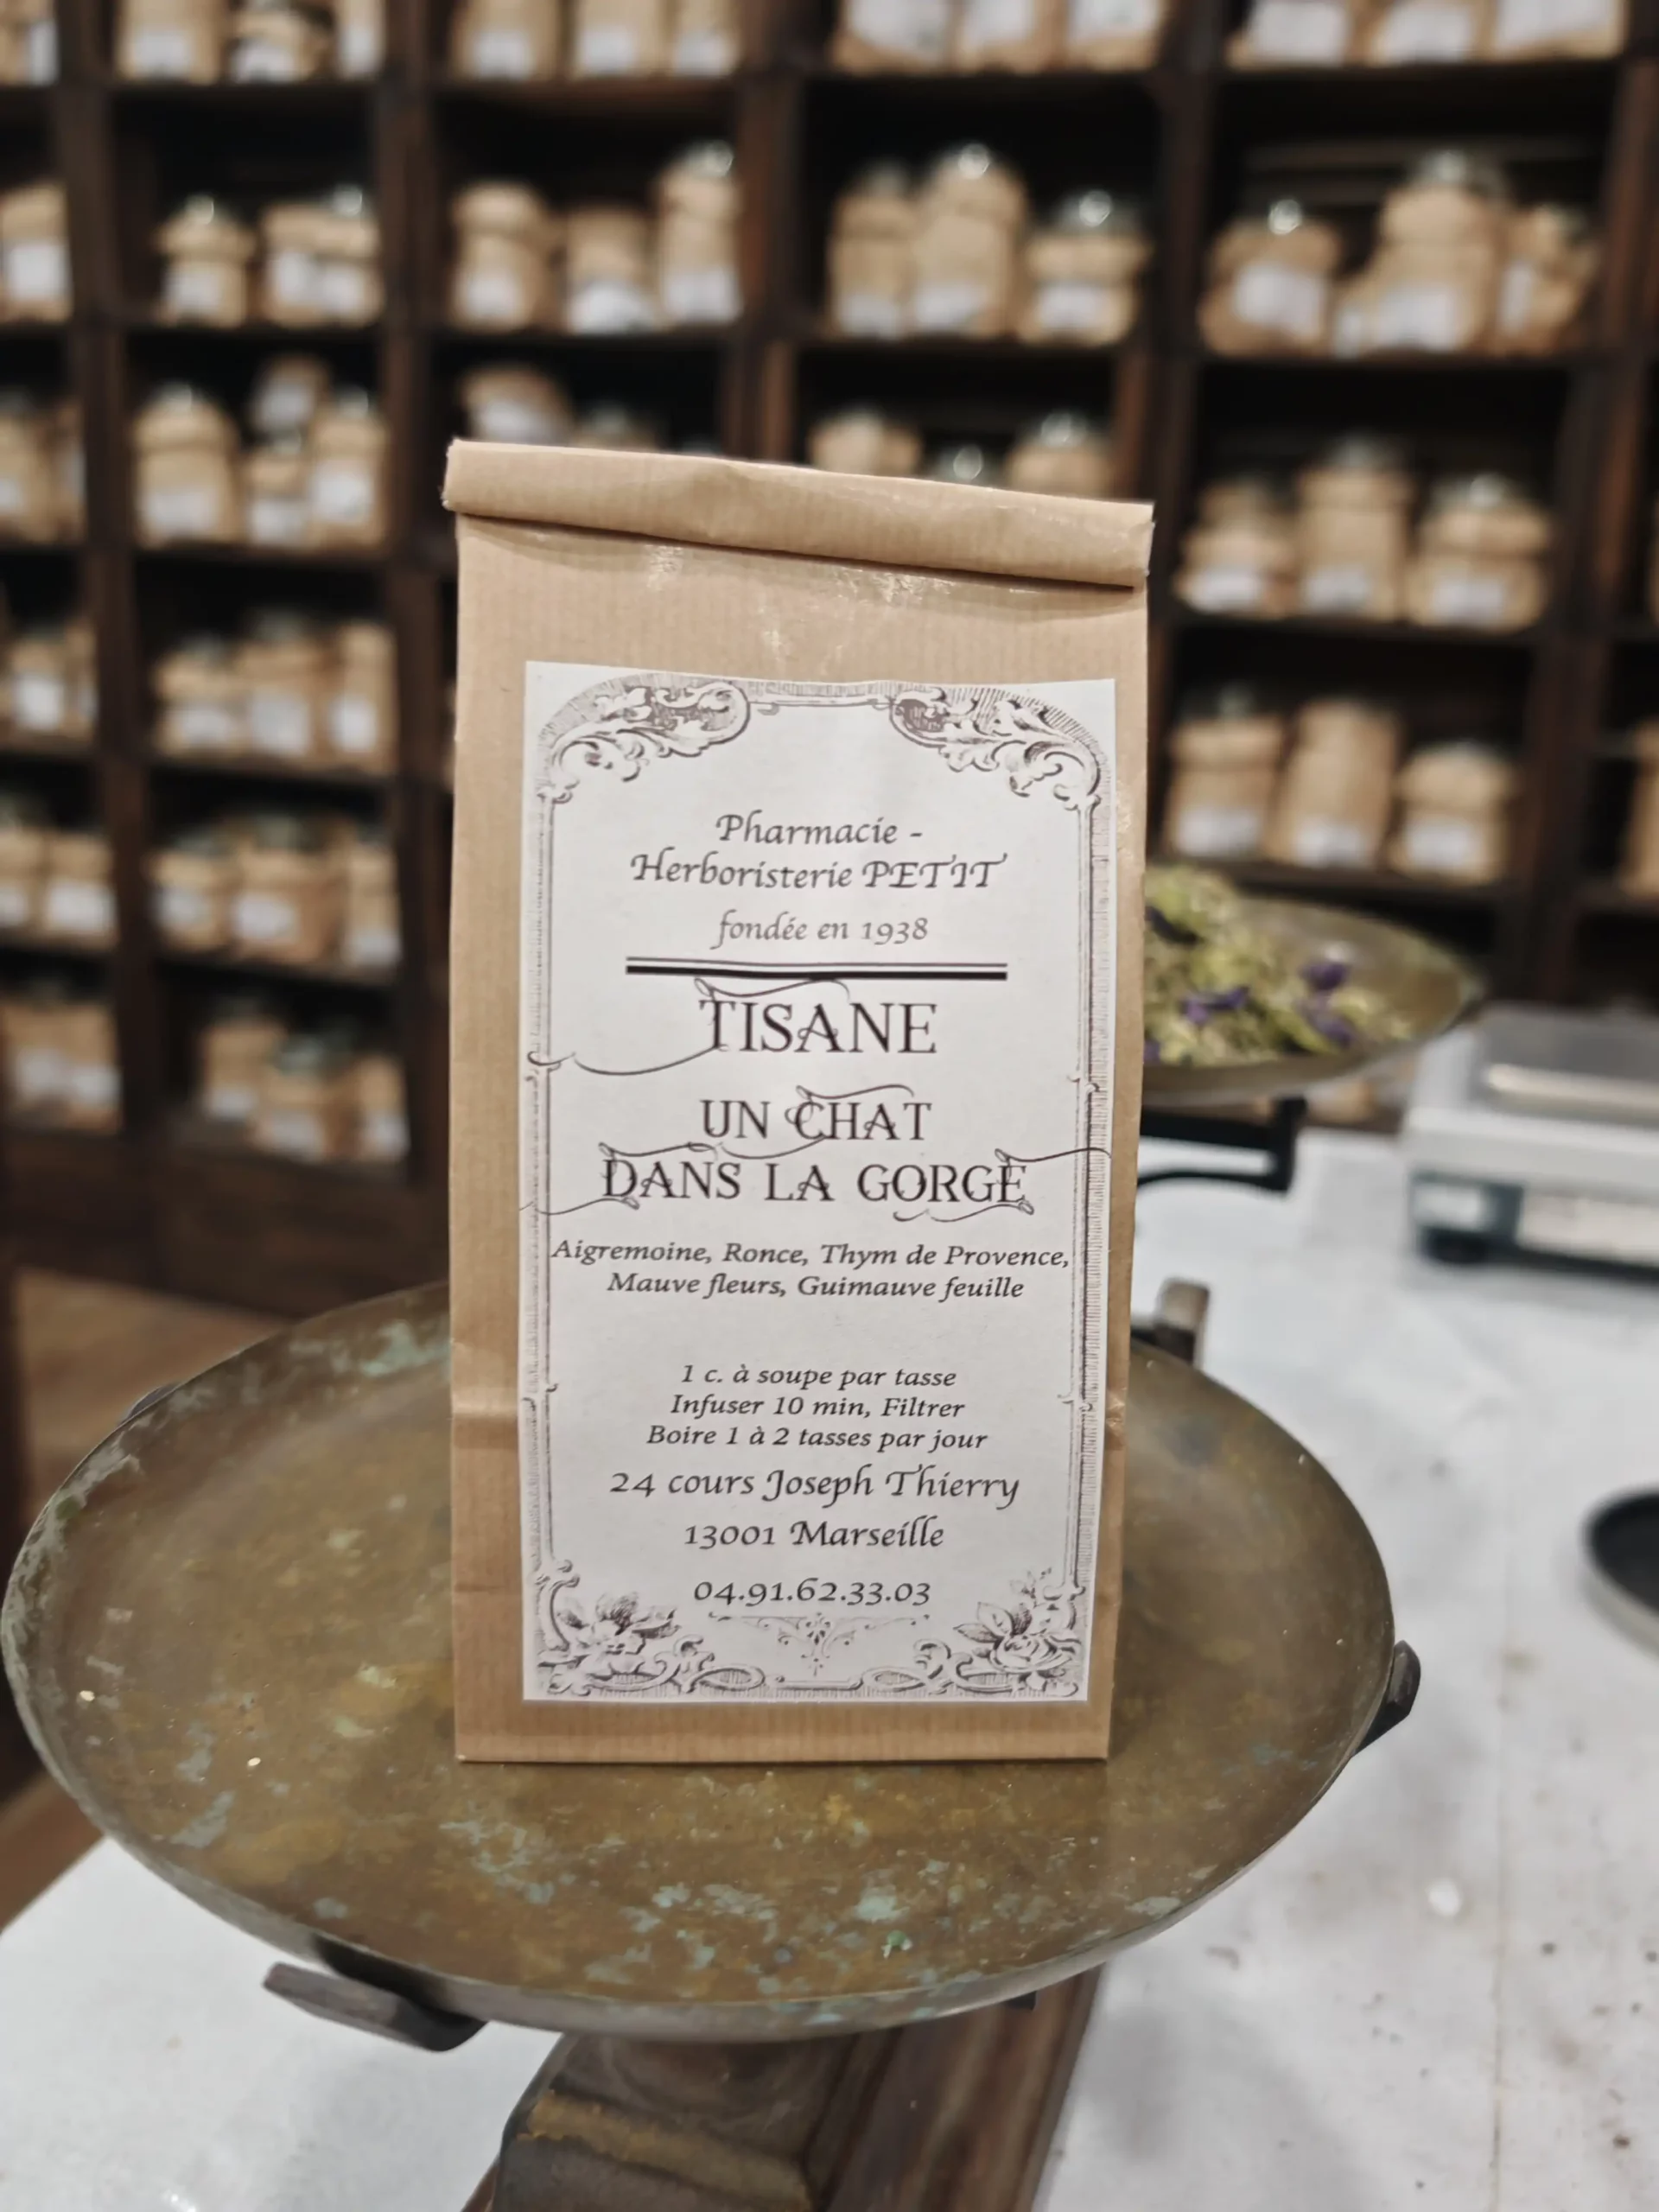 Pharmacie -
Herboristerie PETIT
fondée en 1938
TISANE
UN CHAT
DANS LA GORGE
Aigremoine, Ronce, Thym de Provence,
Mauve fleurs, Guimauve feuille
1 c. à soupe par tasse
Infuser 10 min, Filtrer
Boire 1 à 2 tasses par jour
24 cours Joseph Thierry
13001 Marseille
04.91.62.33.03